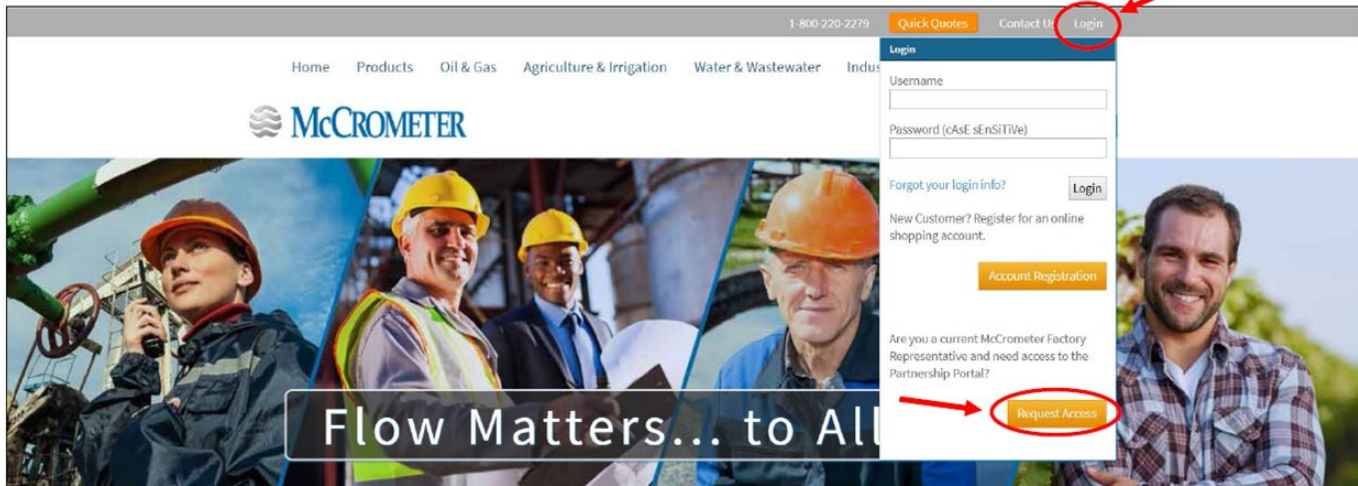 1-800-220-2279 Quick Quotes Contact Us Login
Home Products Oil & Gas Agriculture & Irrigation Water & Wastewater
McCROMETER
Login
Username
Password (cAsE sEnSiTiVe)
Forgot your login info? Login
New Customer? Register for an online
shopping account.
Account Registration
Are you a current McCrometer Factory
Representative and need access to the
Partnership Portal?
Request Access
Flow Matters... to All